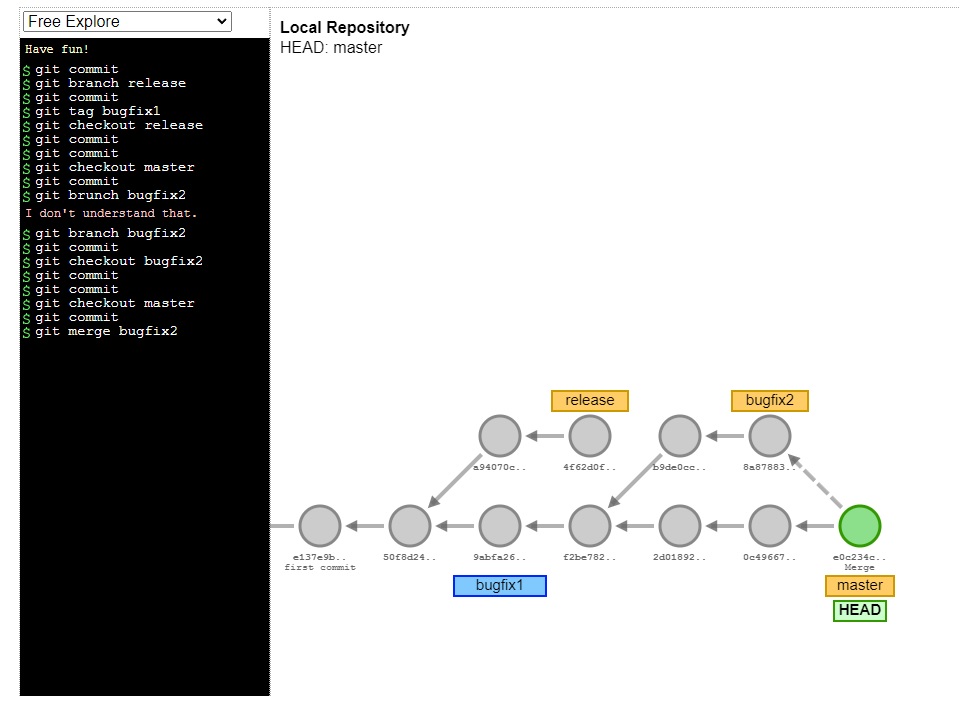 Free Explore
Have fun!
$ git commit
$ git branch release
$ git commit
$ git tag bugfix1
$ git checkout release
$ git commit
$ git commit
$ git checkout master
$ git commit
$ git brunch bugfix2
I don't understand that.
$ git branch bugfix2
$ git commit
$ git checkout bugfix2
$ git commit
$ git commit
$ git checkout master
$ git commit
$ git merge bugfix2
Local Repository
HEAD: master
release
bugfix2
a94070c..
4f62d0f..
b9de0cc..
8a87883..
e137e9b..
first commit
50f8d24..
9abfa26..
f2be782..
2d01892..
0c49667..
e0c234c..
Merge
bugfix1
master
HEAD